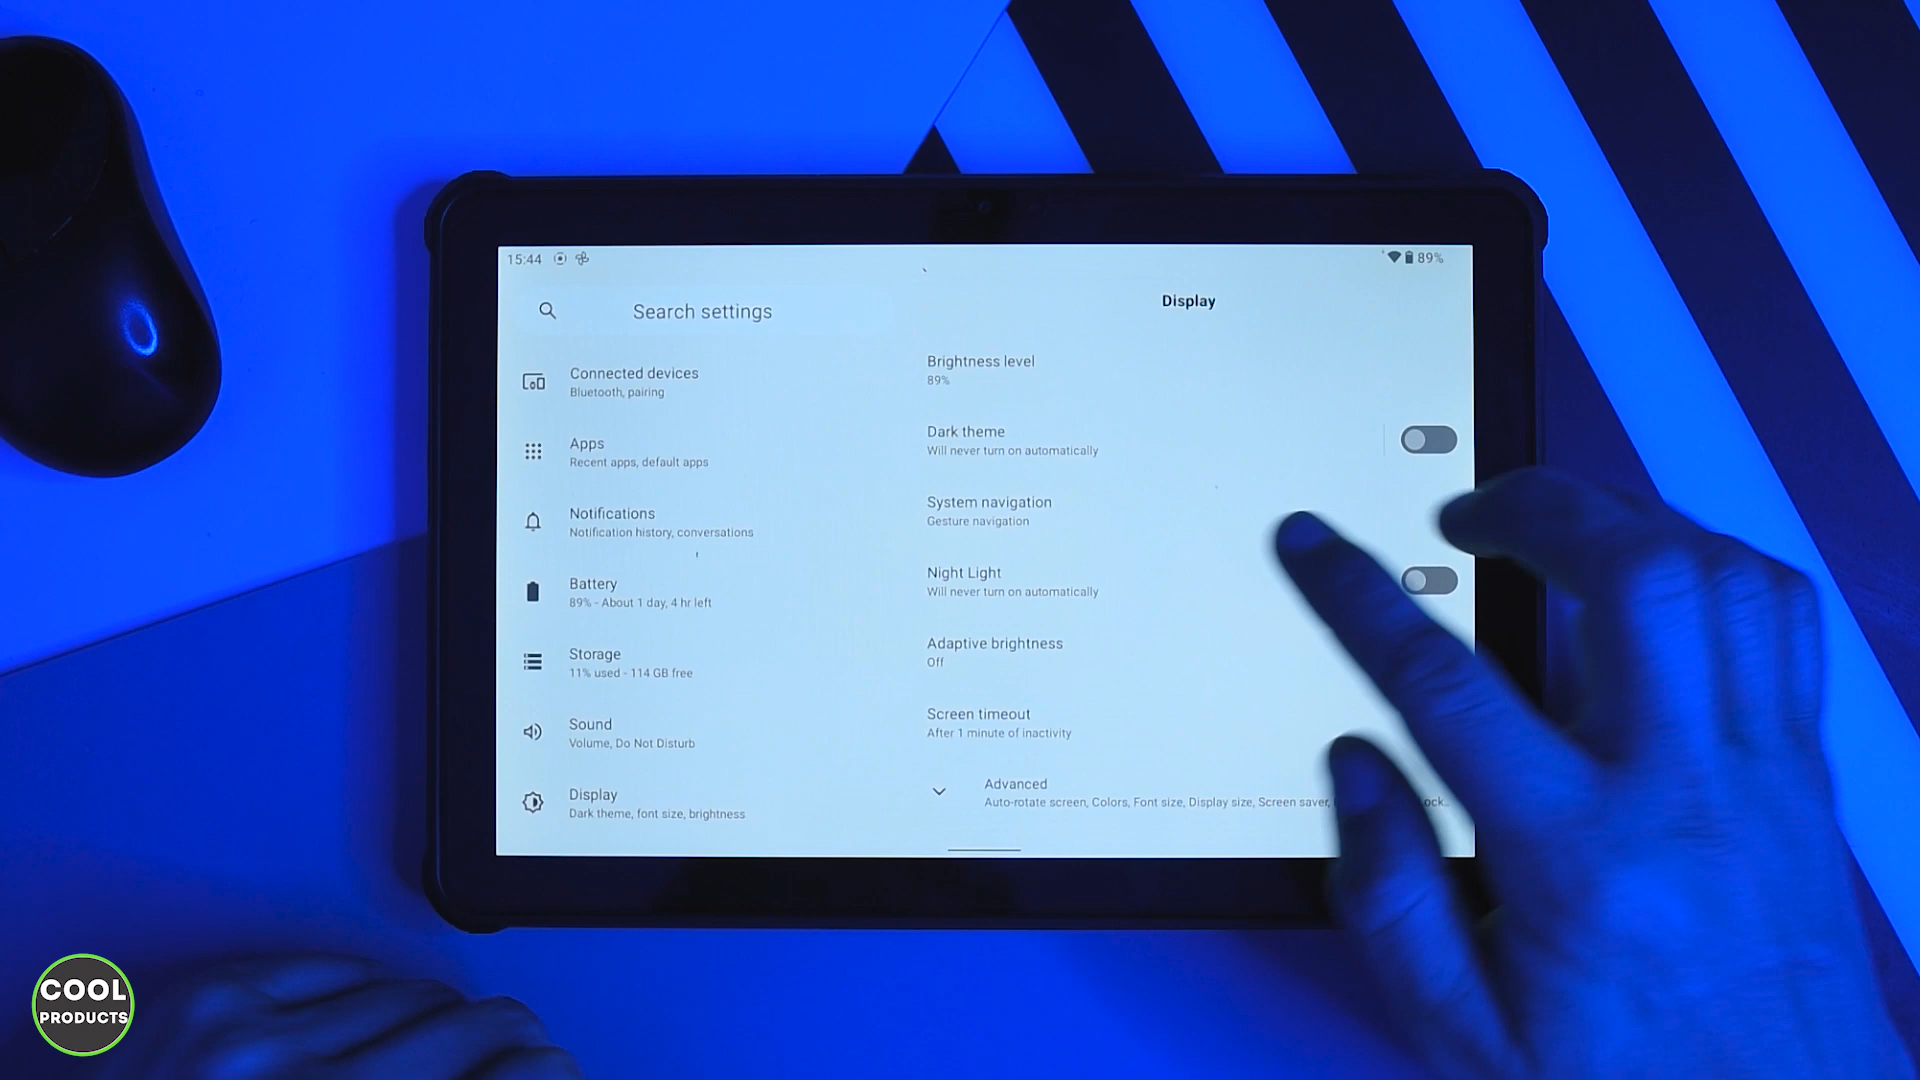 15:44
89%
Search settings
Display
Connected devices
Bluetooth, pairing
Apps
Recent apps, default apps
Notifications
Notification history, conversations
Battery
89% - About 1 day, 4 hr left
Storage
11% used - 114 GB free
Sound
Volume, Do Not Disturb
Display
Dark theme, font size, brightness
Brightness level
89%
Dark theme
Will never turn on automatically
System navigation
Gesture navigation
Night Light
Will never turn on automatically
Adaptive brightness
Off
Screen timeout
After 1 minute of inactivity
Advanced
Auto-rotate screen, Colors, Font size, Display size, Screen saver,
COOL
PRODUCTS